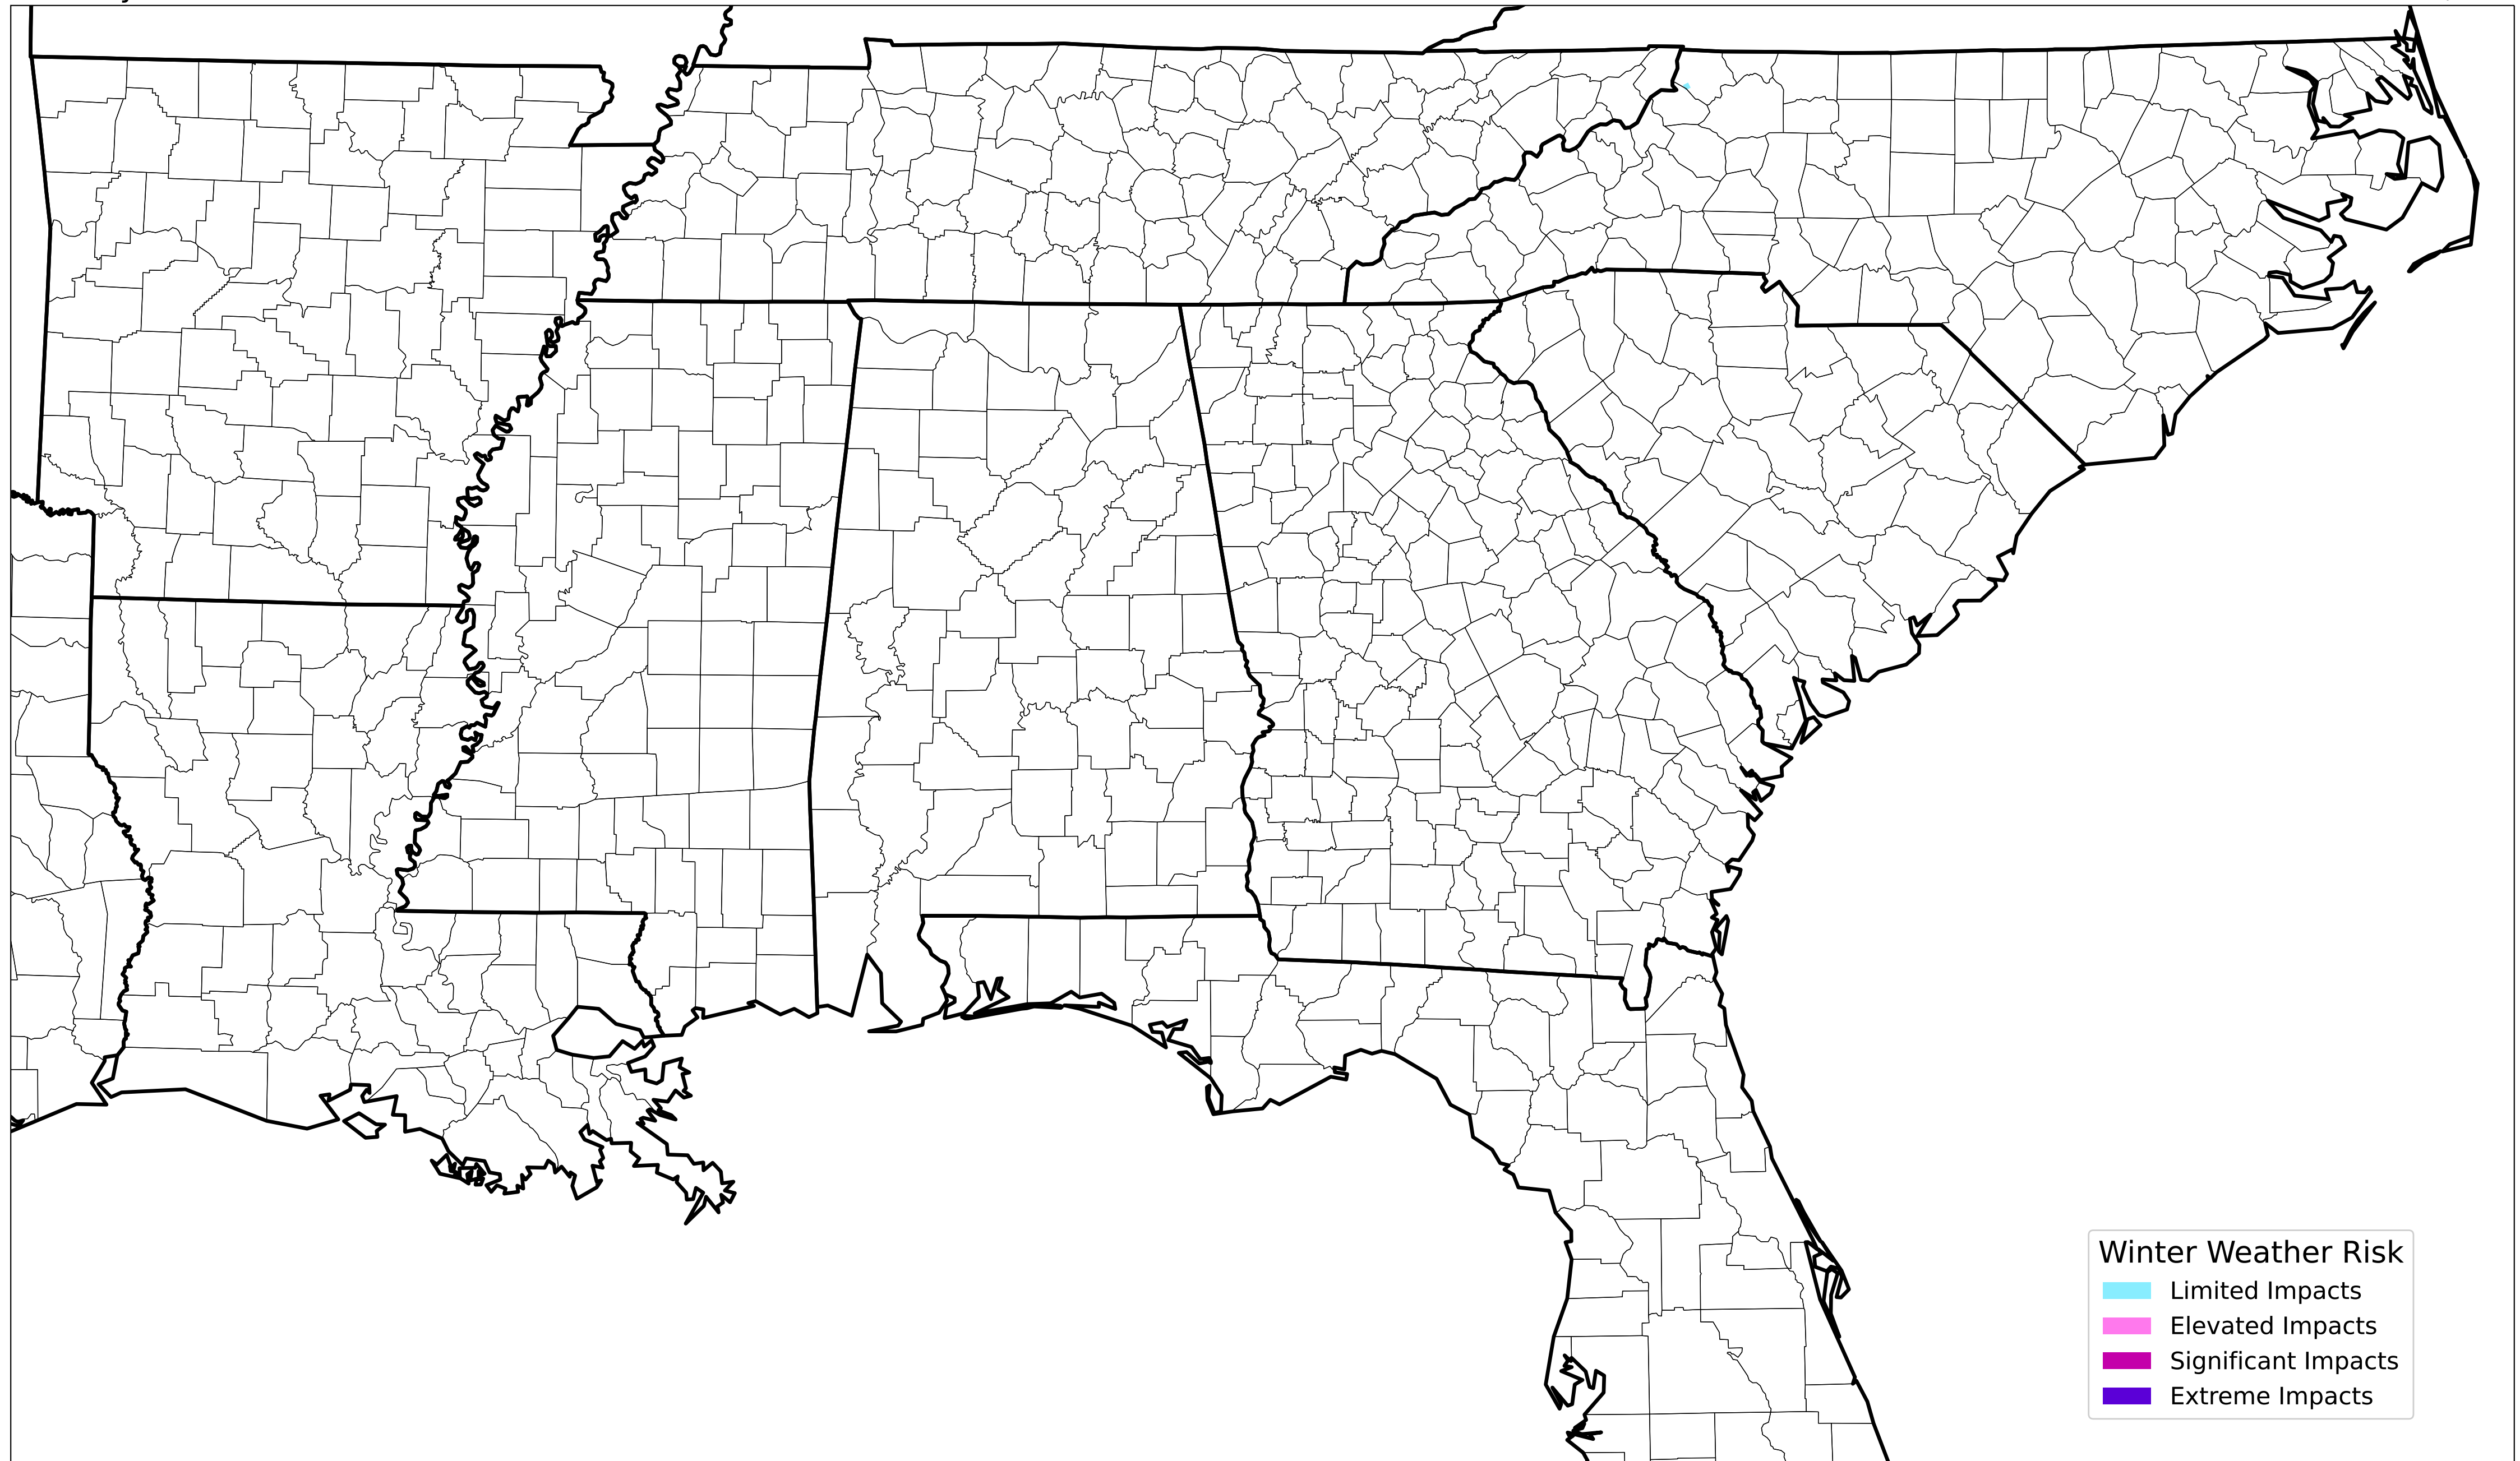 Winter Weather Risk
Limited Impacts
Elevated Impacts
Significant Impacts
Extreme Impacts